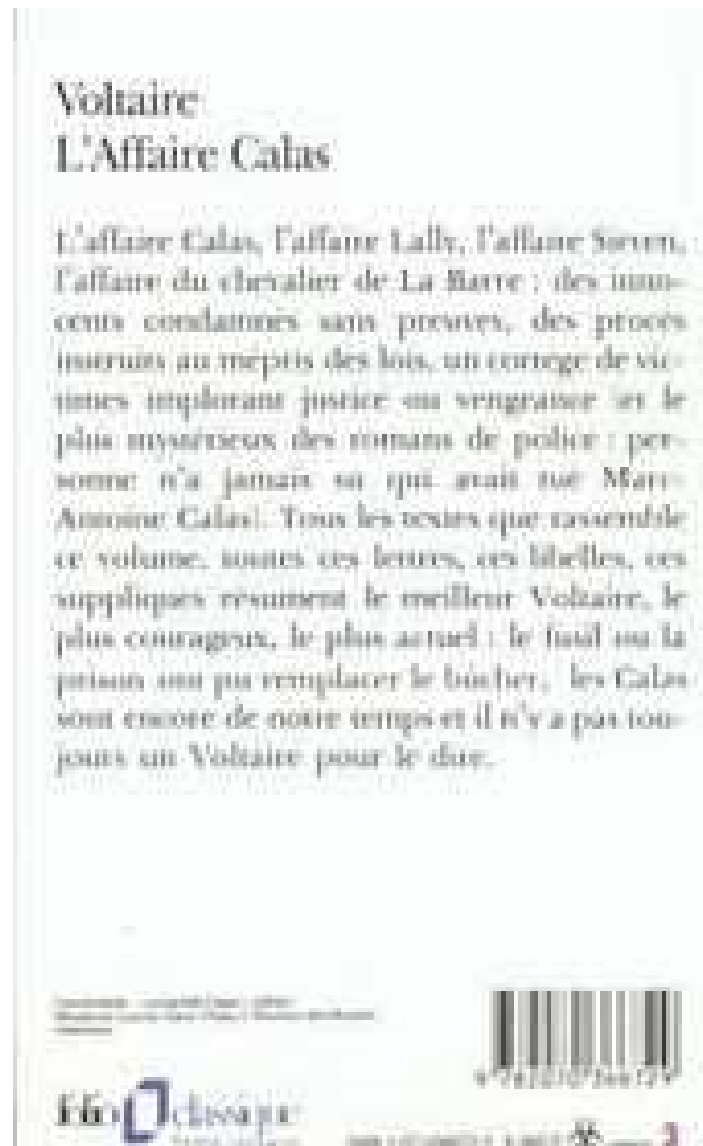 Voltaire
L'Affaire Calas
L'affaire Calas, l'affaire Lally, l'affaire Sirven,
l'affaire du chevalier de La Barre : des inno-
cents condamnés sans preuves, des procès
instruits au mépris des lois, un cortège de vic-
times implorant justice ou vengeance (et le
plus mystérieux des romans de police : per-
sonne n'a jamais su qui avait tué Marc-
Antoine Calas). Tous les textes que rassemble
ce volume, toutes ces lettres, ces libelles, ces
suppliques résument le meilleur Voltaire, le
plus courageux, le plus actuel : le fusil ou la
prison ont pu remplacer le bûcher, les Calas
sont encore de notre temps et il n'y a pas tou-
jours un Voltaire pour le dire.
folio classique